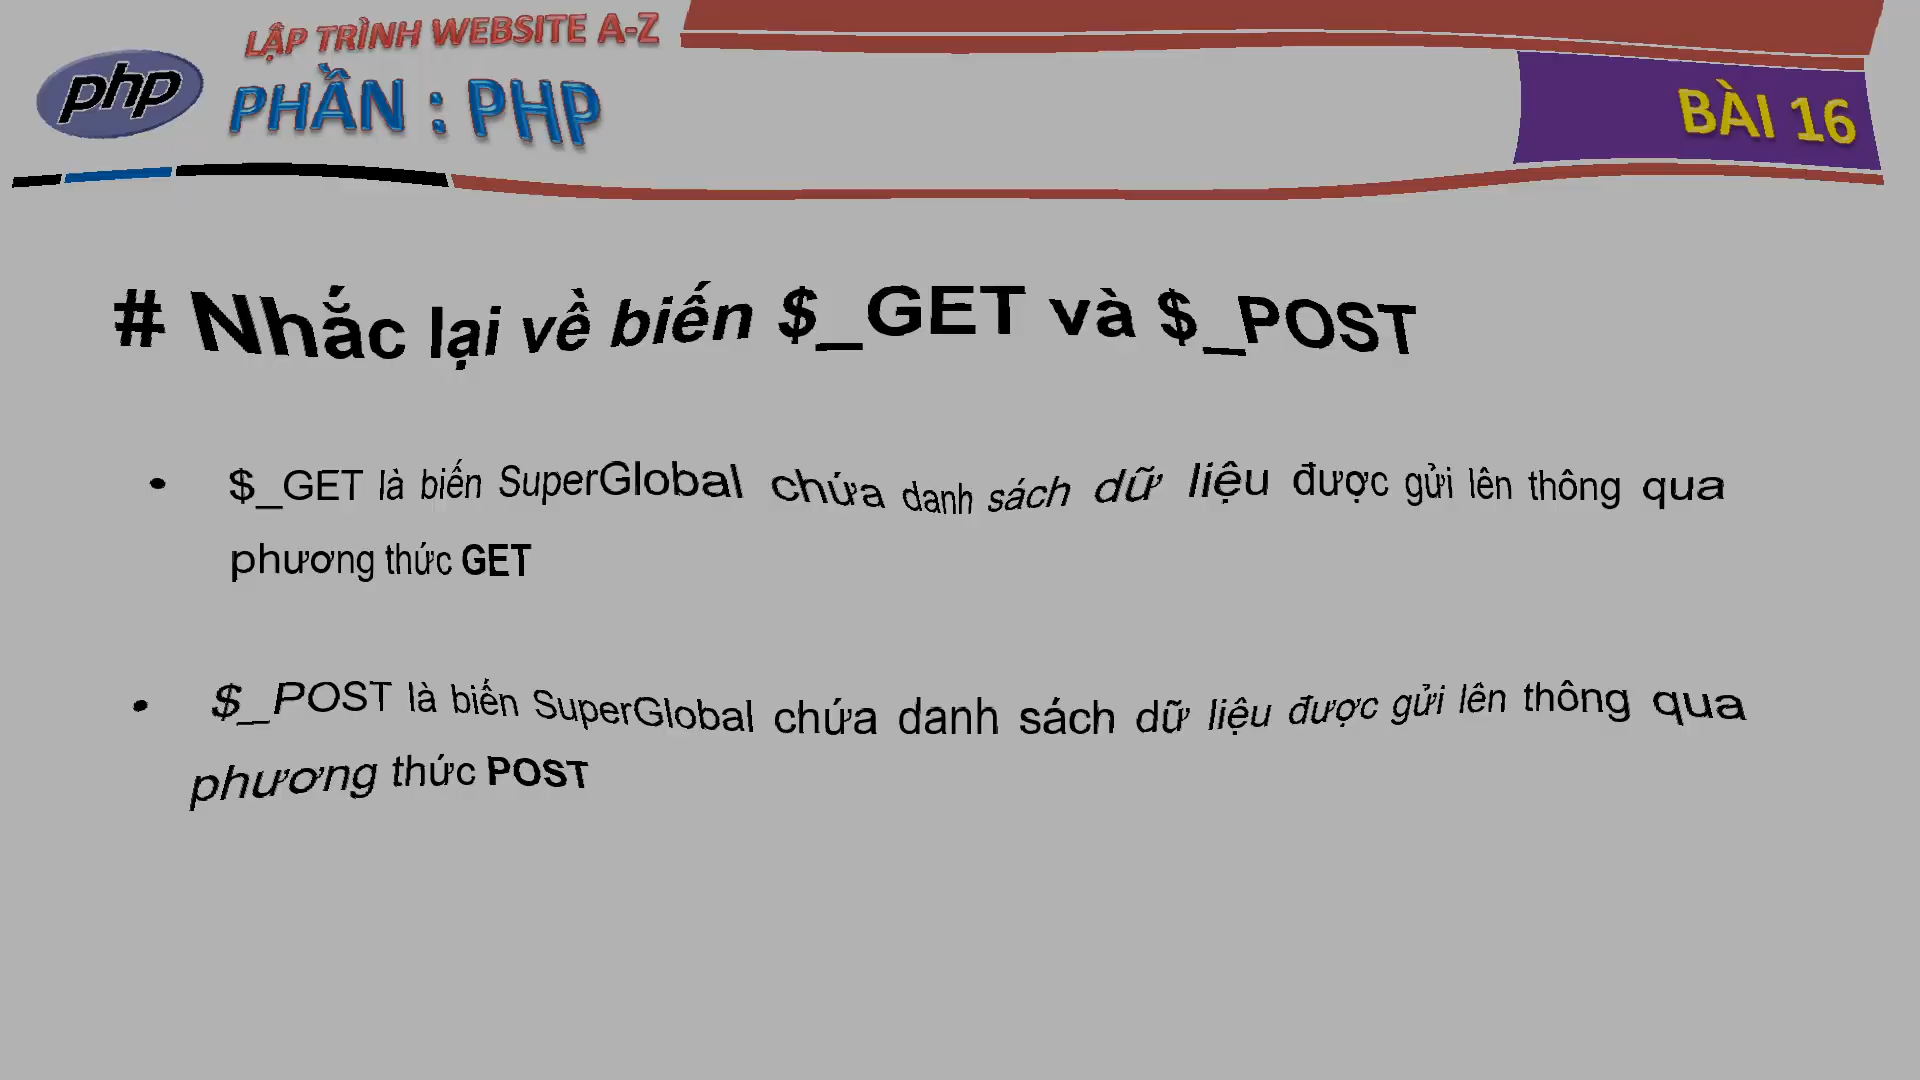 LẬP TRÌNH WEBSITE A-Z
php
PHẦN : PHP
BÀI 16
# Nhắc lại về biến $_GET và $_POST
• $_GET là biến SuperGlobal chứa danh sách dữ liệu được gửi lên thông qua
phương thức GET
• $_POST là biến SuperGlobal chứa danh sách dữ liệu được gửi lên thông qua
phương thức POST